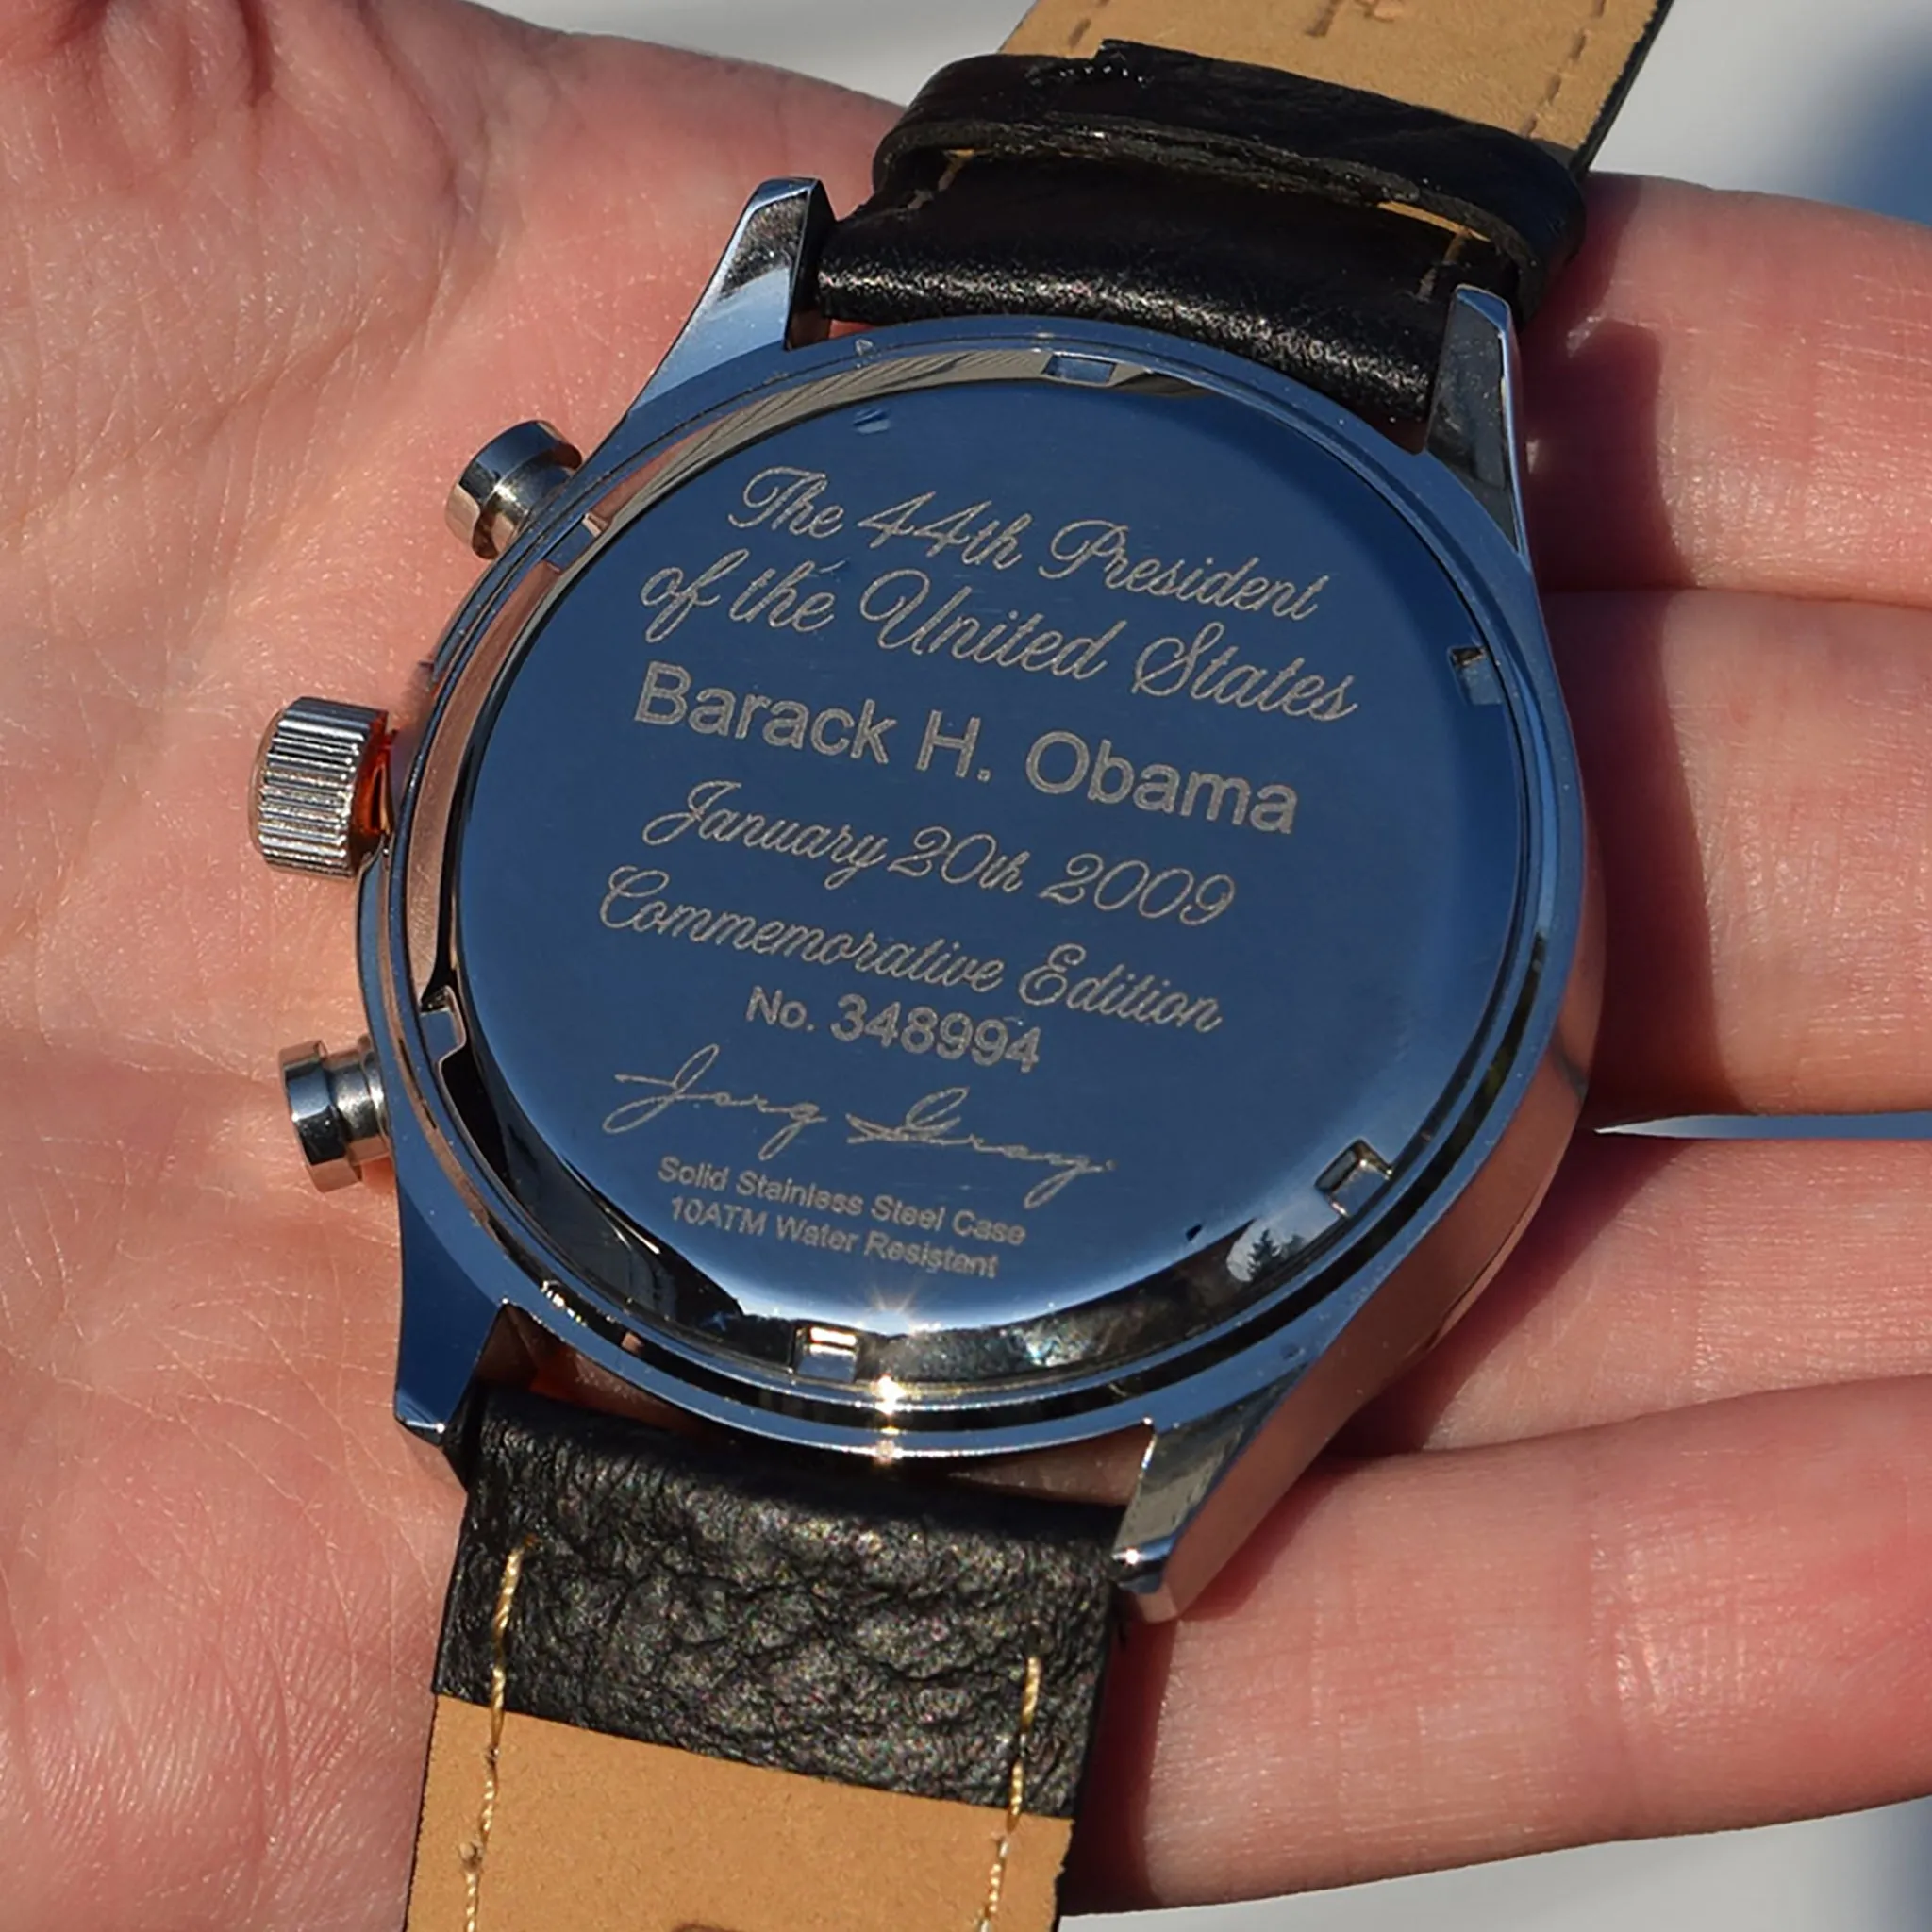 The 44th President
of the United States
Barack H. Obama
January 20th 2009
Commemorative Edition
No. 348994
Jorg Gray
Solid Stainless Steel Case
10ATM Water Resistant